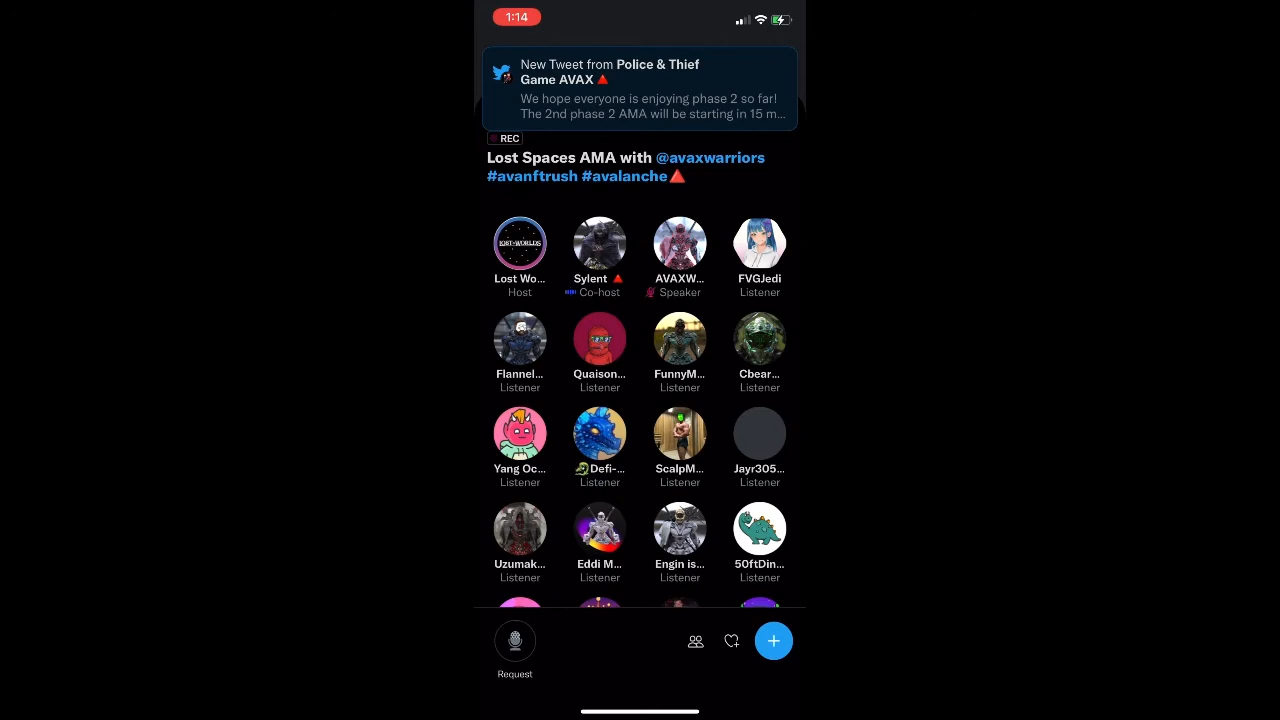 1:14
New Tweet from Police & Thief
Game AVAX🔺
We hope everyone is enjoying phase 2 so far!
The 2nd phase 2 AMA will be starting in 15 m...
REC
Lost Spaces AMA with @avaxwarriors
#avanftrush #avalanche🔺
LOST-WORLDS
Lost Wo... Sylent 🔺 AVAXW... FVGJedi
Host Co-host Speaker Listener
Flannel... Quaison... FunnyM... Cbear...
Listener Listener Listener Listener
Yang Oc... 🐉Defi-... ScalpM... Jayr305...
Listener Listener Listener Listener
Uzumak... Eddi M... Engin is... 50ftDin...
Listener Listener Listener Listener
Request